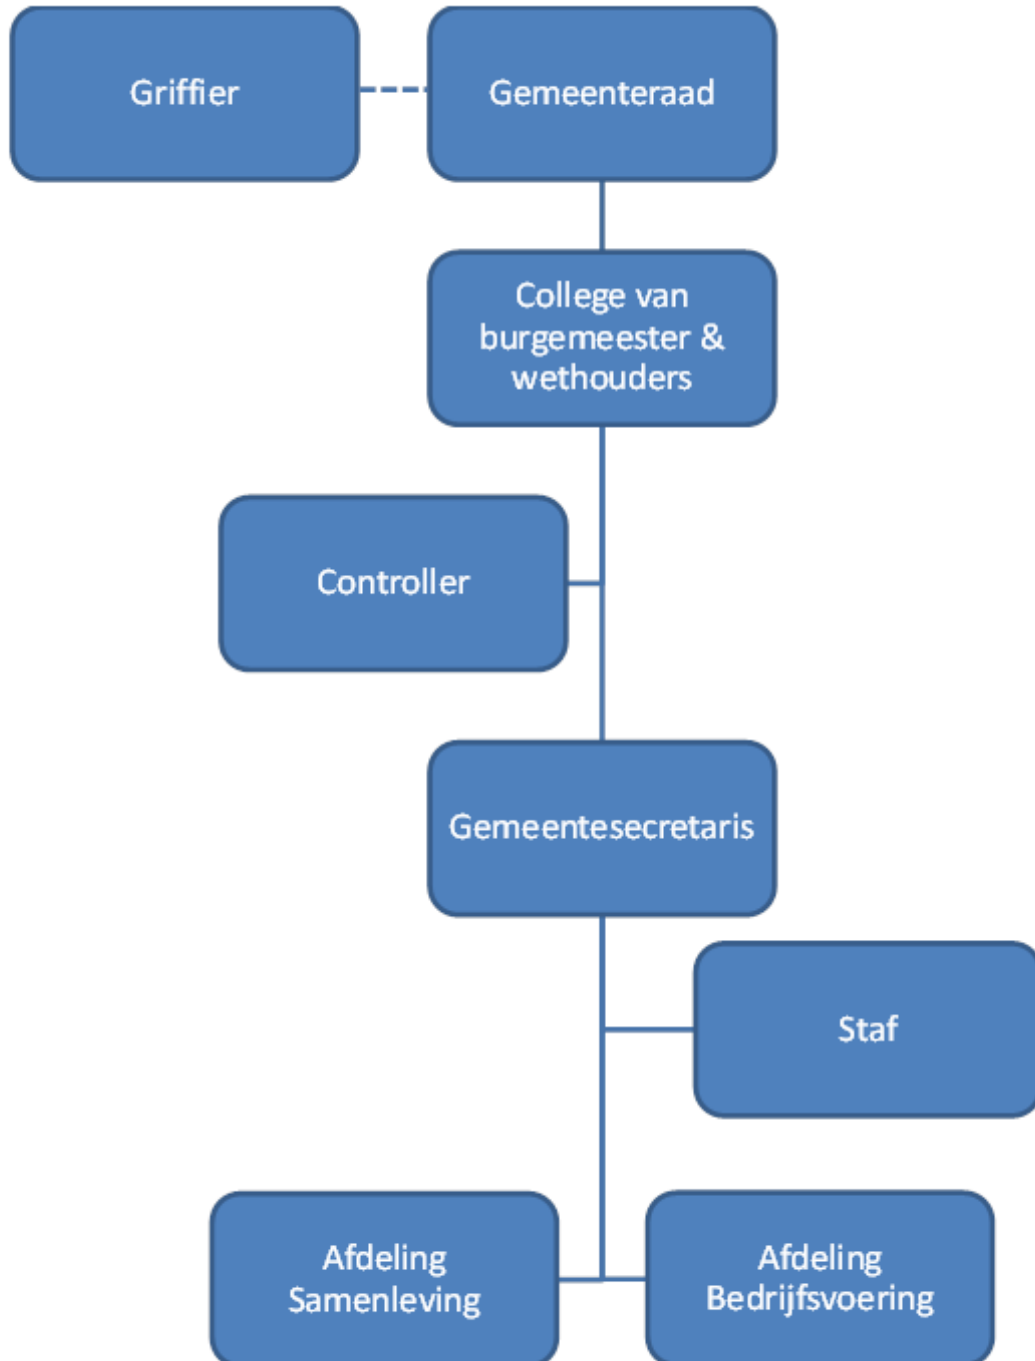 Griffier
Gemeenteraad
College van
burgemeester &
wethouders
Controller
Gemeentesecretaris
Staf
Afdeling
Samenleving
Afdeling
Bedrijfsvoering